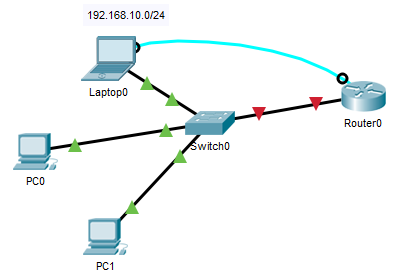 192.168.10.0/24
Laptop0
Router0
Switch0
PC0
PC1